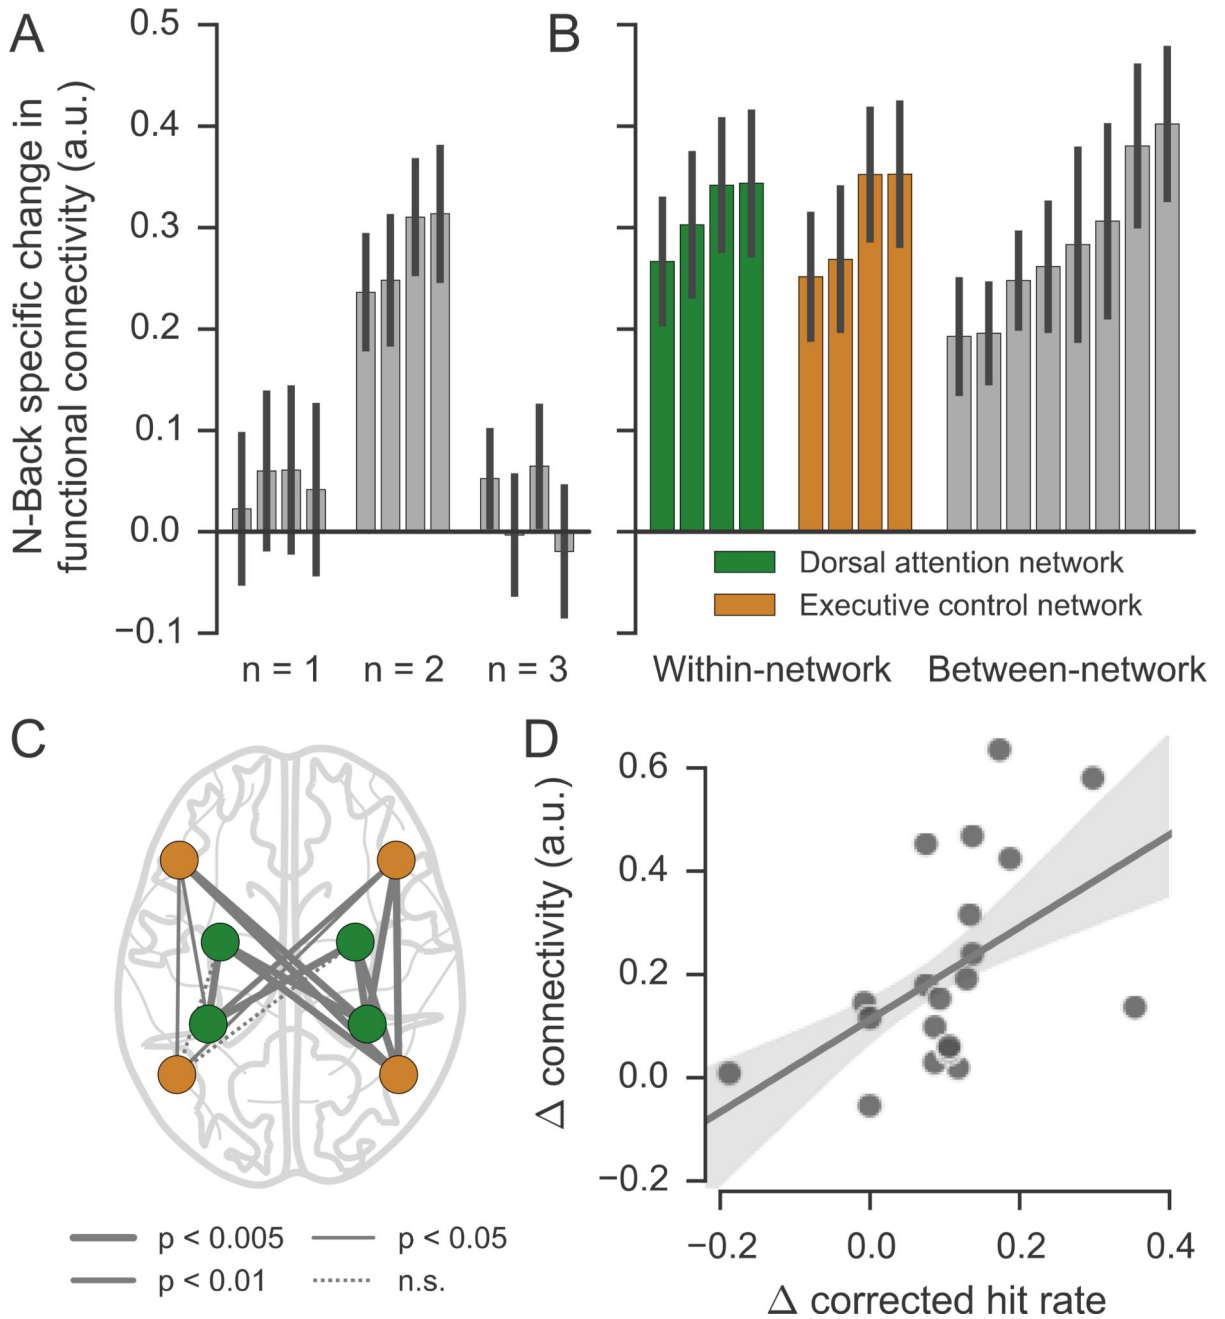 A
B
N-Back specific change in
functional connectivity (a.u.)
0.5
0.4
0.3
0.2
0.1
0.0
−0.1
n = 1
n = 2
n = 3
Dorsal attention network
Executive control network
Within-network
Between-network
C
p < 0.005
p < 0.05
p < 0.01
n.s.
D
Δ connectivity (a.u.)
0.6
0.4
0.2
0.0
−0.2
−0.2
0.0
0.2
0.4
Δ corrected hit rate